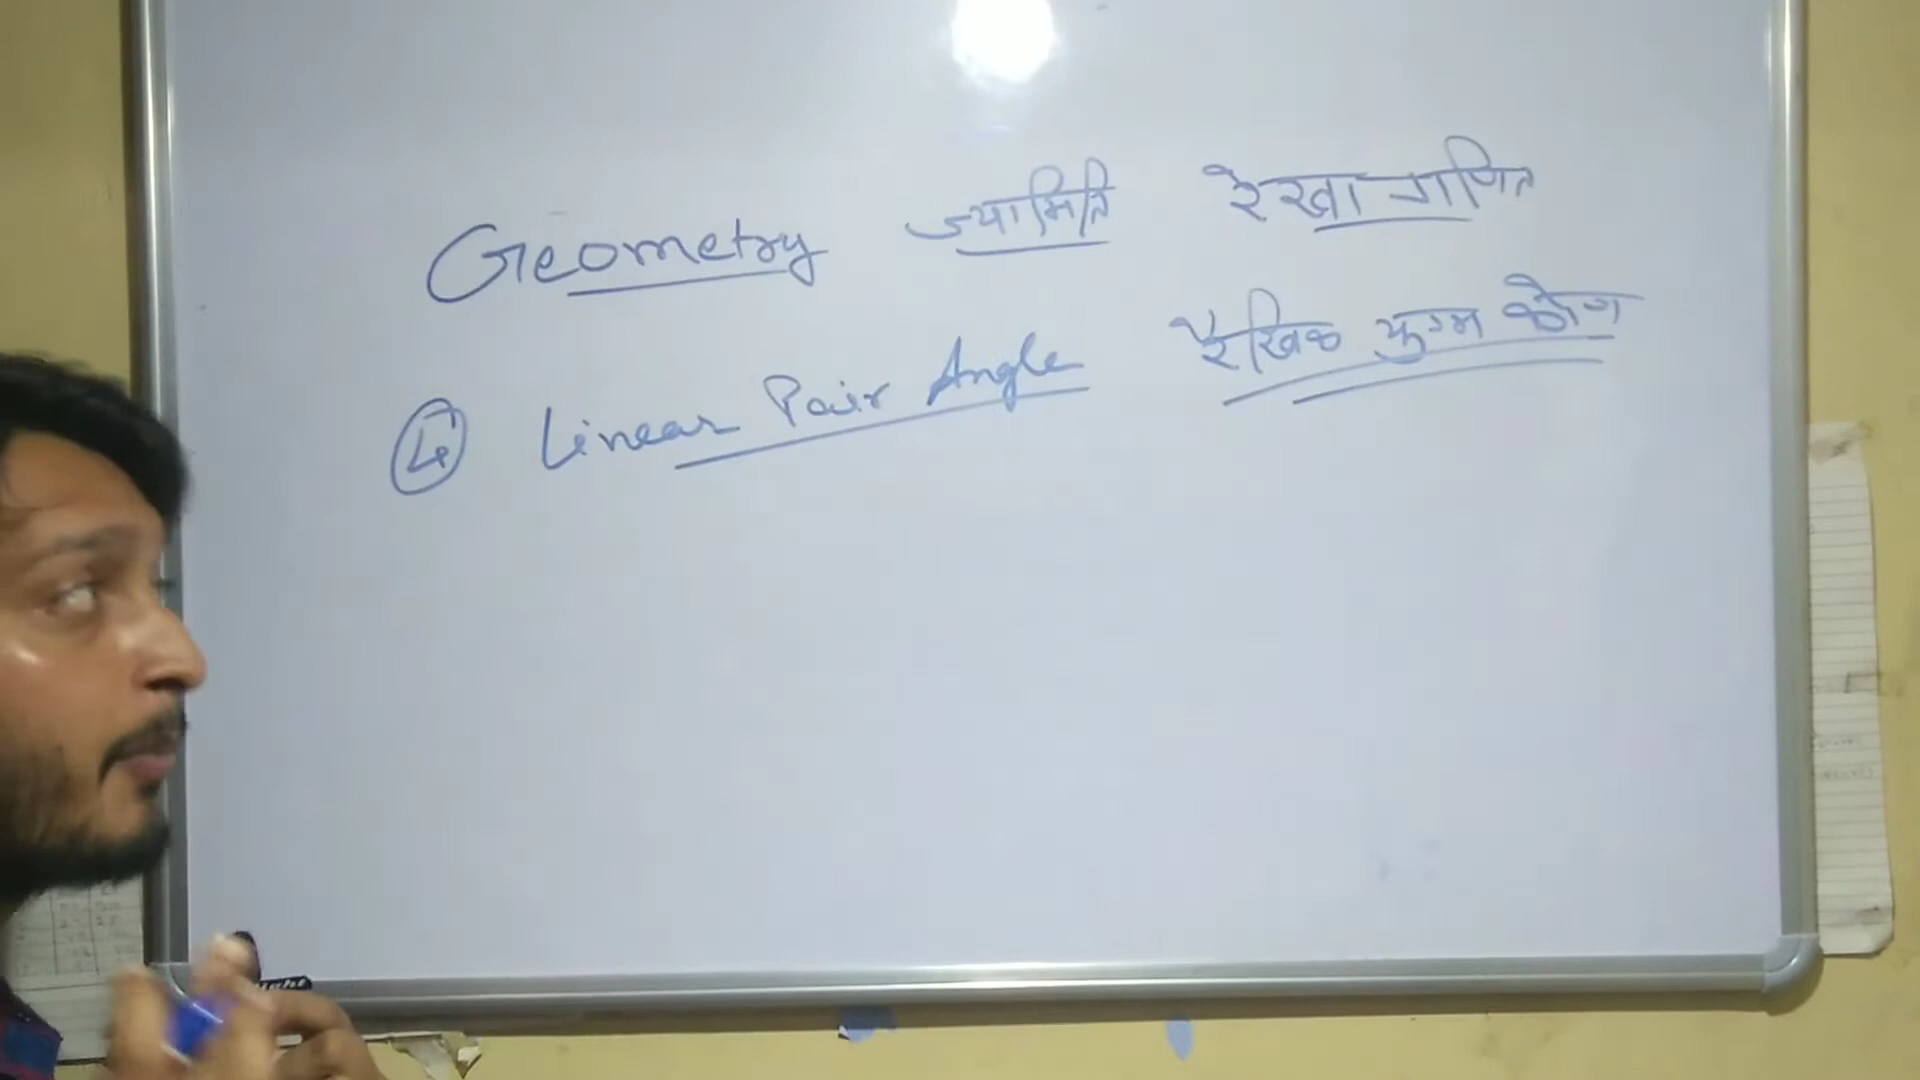 Geometry ज्यामिति रेखा गणित
④ Linear Pair Angle रैखिक युग्म कोण